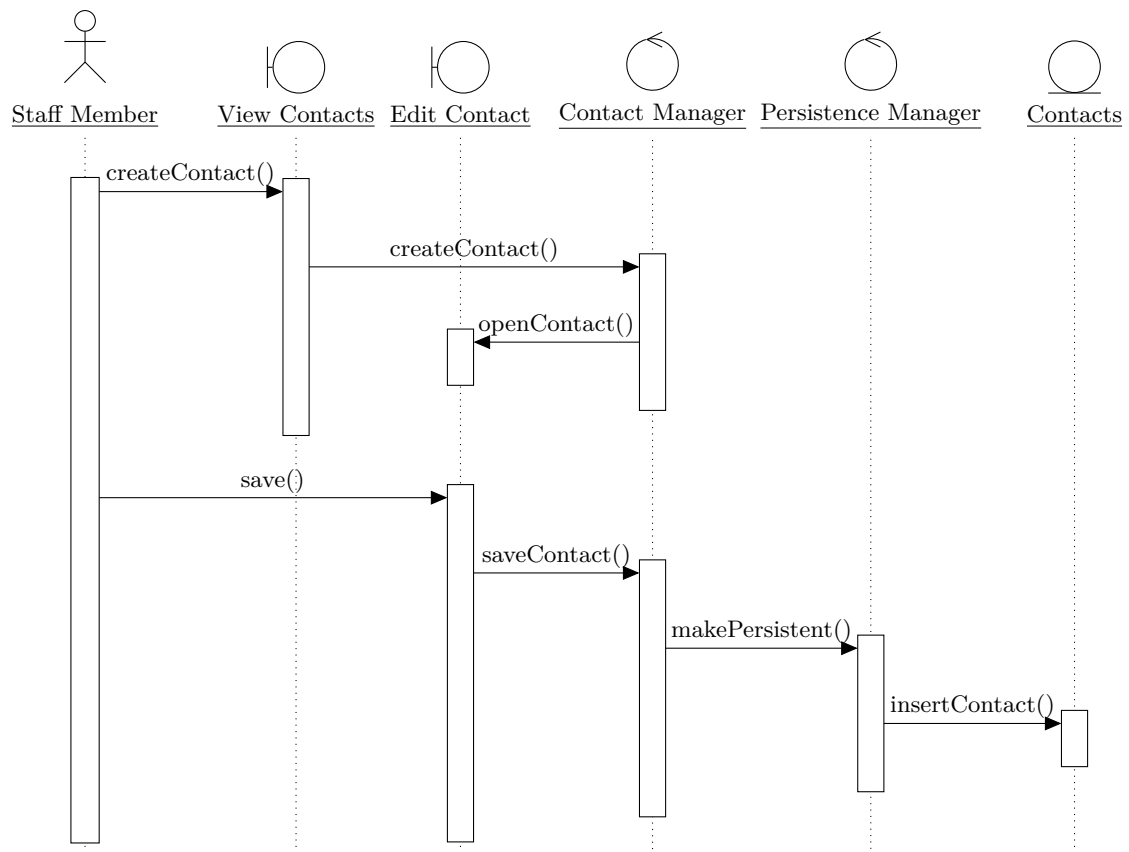 Staff Member
View Contacts
Edit Contact
Contact Manager
Persistence Manager
Contacts
createContact()
createContact()
openContact()
save()
saveContact()
makePersistent()
insertContact()